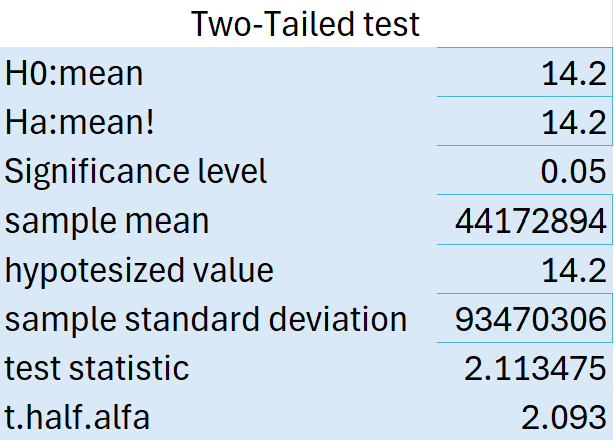 Two-Tailed test
H0:mean 14.2
Ha:mean! 14.2
Significance level 0.05
sample mean 44172894
hypotesized value 14.2
sample standard deviation 93470306
test statistic 2.113475
t.half.alfa 2.093